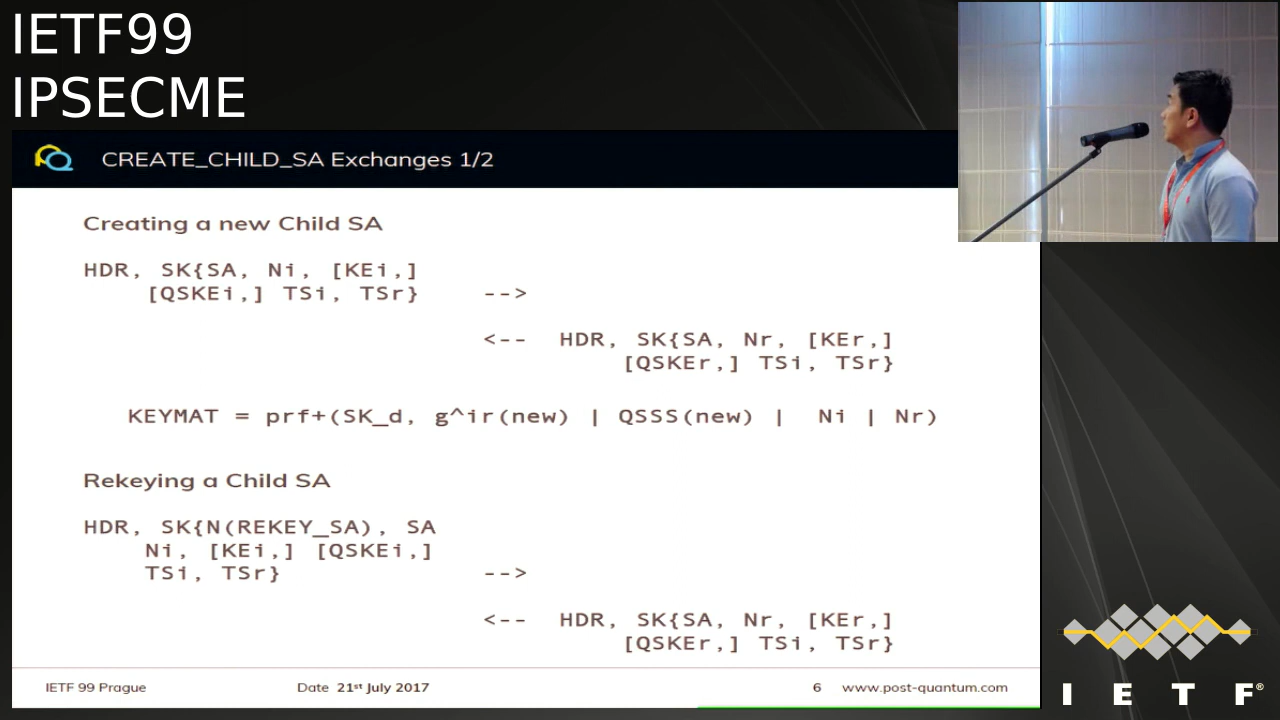 IETF99
IPSECME
CREATE_CHILD_SA Exchanges 1/2
Creating a new Child SA
HDR, SK{SA, Ni, [KEi,]
[QSKEi,] TSi, TSr} -->
<-- HDR, SK{SA, Nr, [KEr,]
[QSKEr,] TSi, TSr}
KEYMAT = prf+(SK_d, g^ir(new) | QSSS(new) | Ni | Nr)
Rekeying a Child SA
HDR, SK{N(REKEY_SA), SA
Ni, [KEi,] [QSKEi,]
TSi, TSr} -->
<-- HDR, SK{SA, Nr, [KEr,]
[QSKEr,] TSi, TSr}
IETF 99 Prague Date 21st July 2017 6 www.post-quantum.com
I E T F®